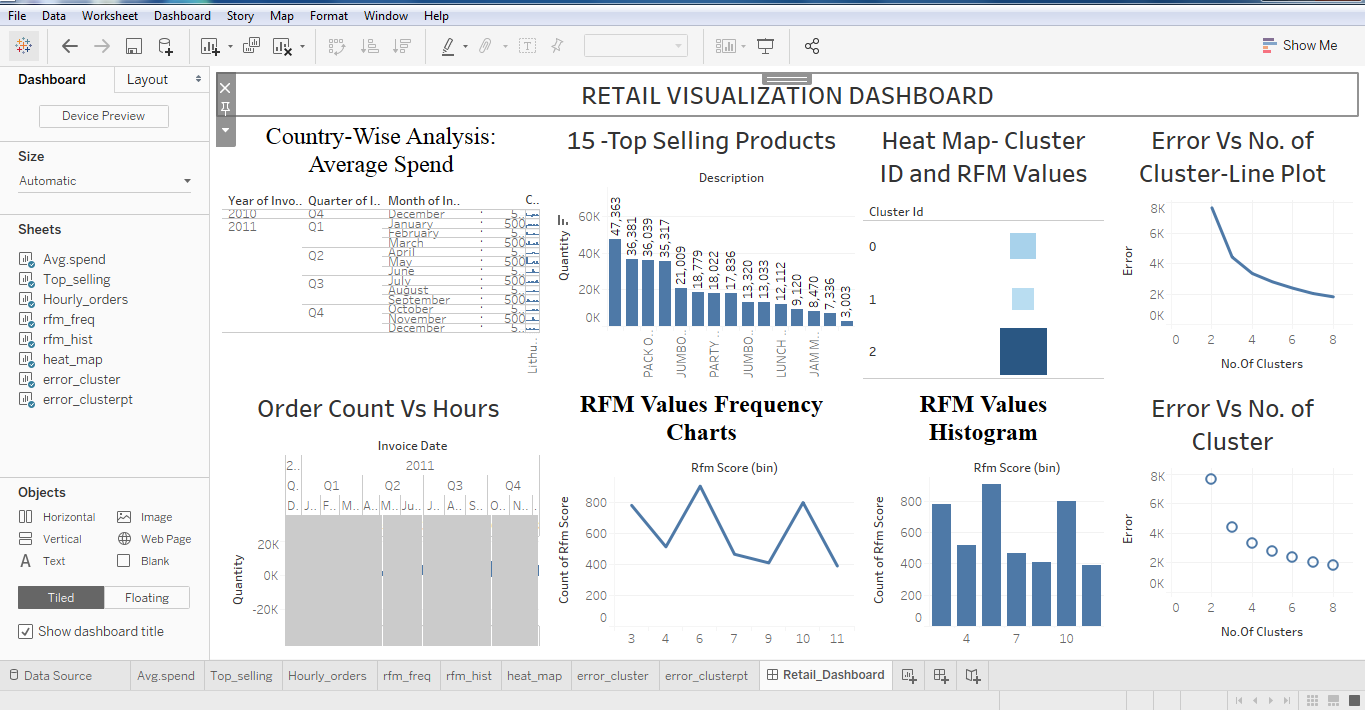 File Data Worksheet Dashboard Story Map Format Window Help
Show Me
Dashboard Layout
Device Preview
Size
Automatic
Sheets
Avg.spend
Top_selling
Hourly_orders
rfm_freq
rfm_hist
heat_map
error_cluster
error_clusterpt
Objects
Horizontal Image
Vertical Web Page
A Text Blank
Tiled Floating
Show dashboard title
RETAIL VISUALIZATION DASHBOARD
Country-Wise Analysis:
Average Spend
Year of Invo.. Quarter of I.. Month of In.. C..
2010 Q4 December 5..
2011 Q1 January 500
February 5..
March 500
Q2 April 5..
May 500
June 5..
Q3 July 500
August 5..
September 500
Q4 October 5..
November 500
December 5..
Lithu..
15 -Top Selling Products
Description
Quantity
60K
40K
20K
0K
47,363 36,381 36,039 35,317 21,009 18,779 18,022 17,836 13,320 13,033 12,112 9,120 8,470 7,336 3,003
PACK O.. JUMBO.. PARTY .. JUMBO.. LUNCH .. JAM M..
Heat Map- Cluster
ID and RFM Values
Cluster Id
0
1
2
Error Vs No. of
Cluster-Line Plot
Error
8K
6K
4K
2K
0K
0 2 4 6 8
No.Of Clusters
Order Count Vs Hours
Invoice Date
2.. 2011
Q. Q1 Q2 Q3 Q4
D. J.. F.. M.. A.. M.. Ju.. J.. A.. S.. O.. N.. .
Quantity
20K
0K
-20K
RFM Values Frequency
Charts
Rfm Score (bin)
Count of Rfm Score
800
600
400
200
0
3 4 6 7 9 10 11
RFM Values
Histogram
Rfm Score (bin)
Count of Rfm Score
800
600
400
200
0
4 7 10
Error Vs No. of
Cluster
Error
8K
6K
4K
2K
0K
0 2 4 6 8
No.Of Clusters
Data Source Avg.spend Top_selling Hourly_orders rfm_freq rfm_hist heat_map error_cluster error_clusterpt Retail_Dashboard